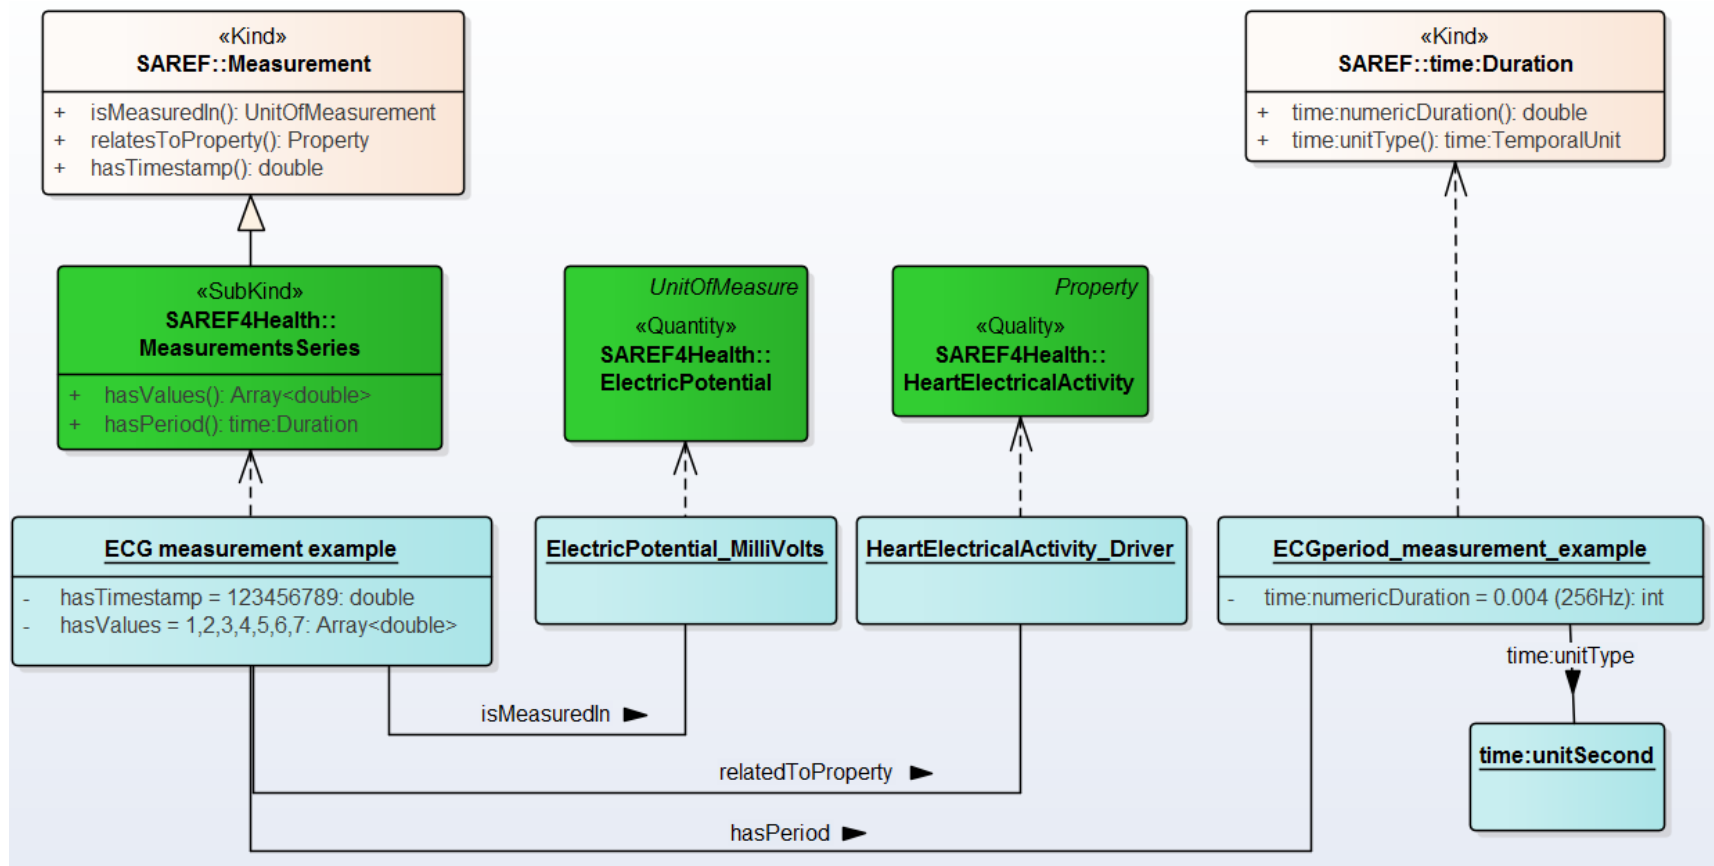 «Kind»
SAREF::Measurement
+ isMeasuredIn(): UnitOfMeasurement
+ relatesToProperty(): Property
+ hasTimestamp(): double
«Kind»
SAREF::time:Duration
+ time:numericDuration(): double
+ time:unitType(): time:TemporalUnit
«SubKind»
SAREF4Health::
MeasurementsSeries
+ hasValues(): Array<double>
+ hasPeriod(): time:Duration
UnitOfMeasure
«Quantity»
SAREF4Health::
ElectricPotential
Property
«Quality»
SAREF4Health::
HeartElectricalActivity
ECG measurement example
- hasTimestamp = 123456789: double
- hasValues = 1,2,3,4,5,6,7: Array<double>
ElectricPotential_MilliVolts
HeartElectricalActivity_Driver
ECGperiod_measurement_example
- time:numericDuration = 0.004 (256Hz): int
time:unitType
isMeasuredIn
time:unitSecond
relatedToProperty
hasPeriod